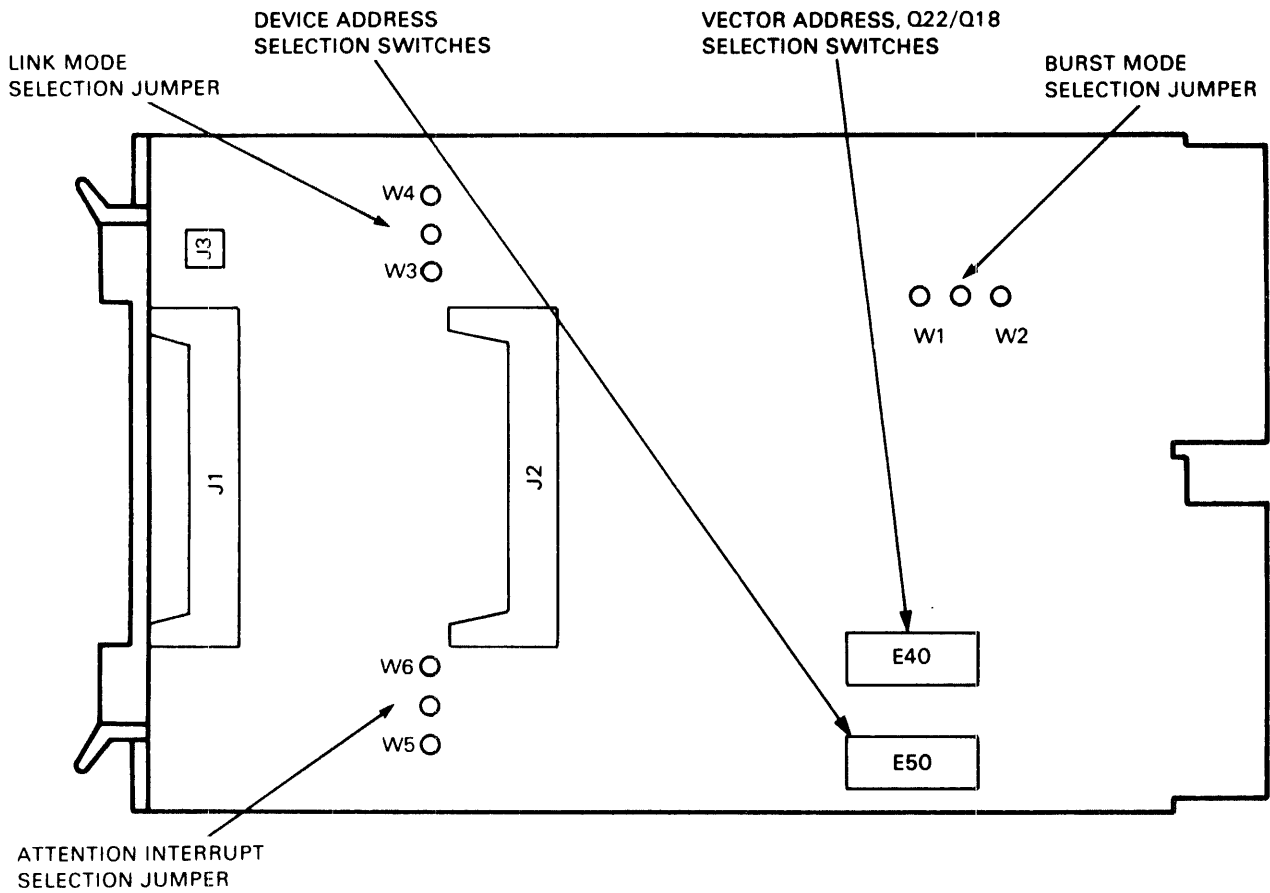 DEVICE ADDRESS
SELECTION SWITCHES
VECTOR ADDRESS, Q22/Q18
SELECTION SWITCHES
LINK MODE
SELECTION JUMPER
BURST MODE
SELECTION JUMPER
W4
J3
W3
W1 W2
J1
J2
W6
E40
W5
E50
ATTENTION INTERRUPT
SELECTION JUMPER